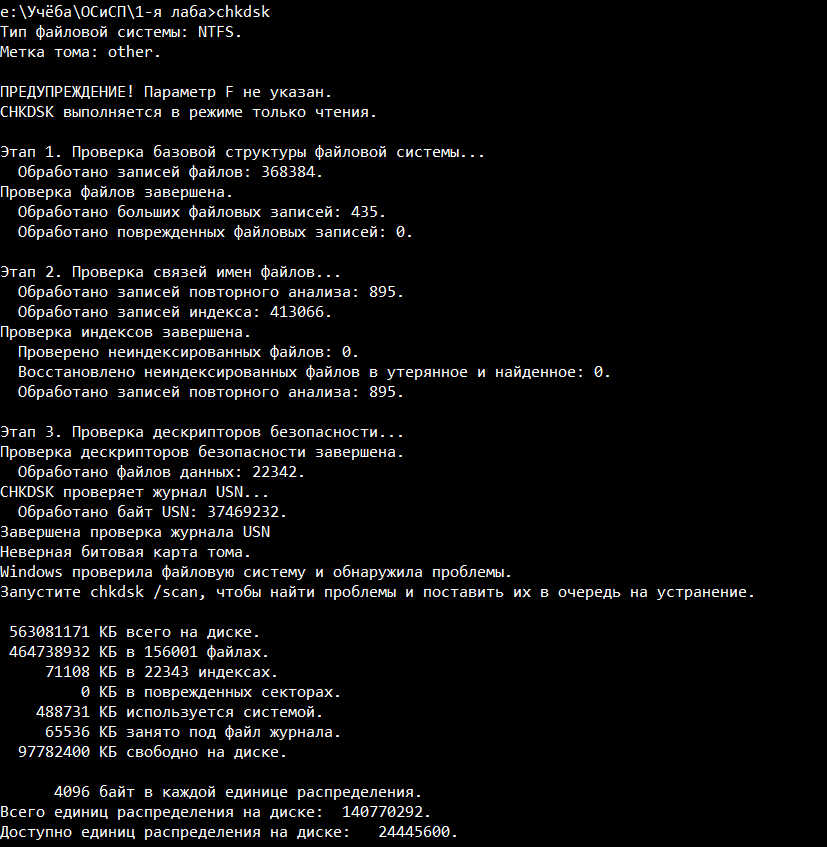 e:\Учёба\ОСиСП\1-я лаба>chkdsk
Тип файловой системы: NTFS.
Метка тома: other.
ПРЕДУПРЕЖДЕНИЕ! Параметр F не указан.
CHKDSK выполняется в режиме только чтения.
Этап 1. Проверка базовой структуры файловой системы...
Обработано записей файлов: 368384.
Проверка файлов завершена.
Обработано больших файловых записей: 435.
Обработано поврежденных файловых записей: 0.
Этап 2. Проверка связей имен файлов...
Обработано записей повторного анализа: 895.
Обработано записей индекса: 413066.
Проверка индексов завершена.
Проверено неиндексированных файлов: 0.
Восстановлено неиндексированных файлов в утерянное и найденное: 0.
Обработано записей повторного анализа: 895.
Этап 3. Проверка дескрипторов безопасности...
Проверка дескрипторов безопасности завершена.
Обработано файлов данных: 22342.
CHKDSK проверяет журнал USN...
Обработано байт USN: 37469232.
Завершена проверка журнала USN
Неверная битовая карта тома.
Windows проверила файловую систему и обнаружила проблемы.
Запустите chkdsk /scan, чтобы найти проблемы и поставить их в очередь на устранение.
563081171 КБ всего на диске.
464738932 КБ в 156001 файлах.
71108 КБ в 22343 индексах.
0 КБ в поврежденных секторах.
488731 КБ используется системой.
65536 КБ занято под файл журнала.
97782400 КБ свободно на диске.
4096 байт в каждой единице распределения.
Всего единиц распределения на диске: 140770292.
Доступно единиц распределения на диске: 24445600.